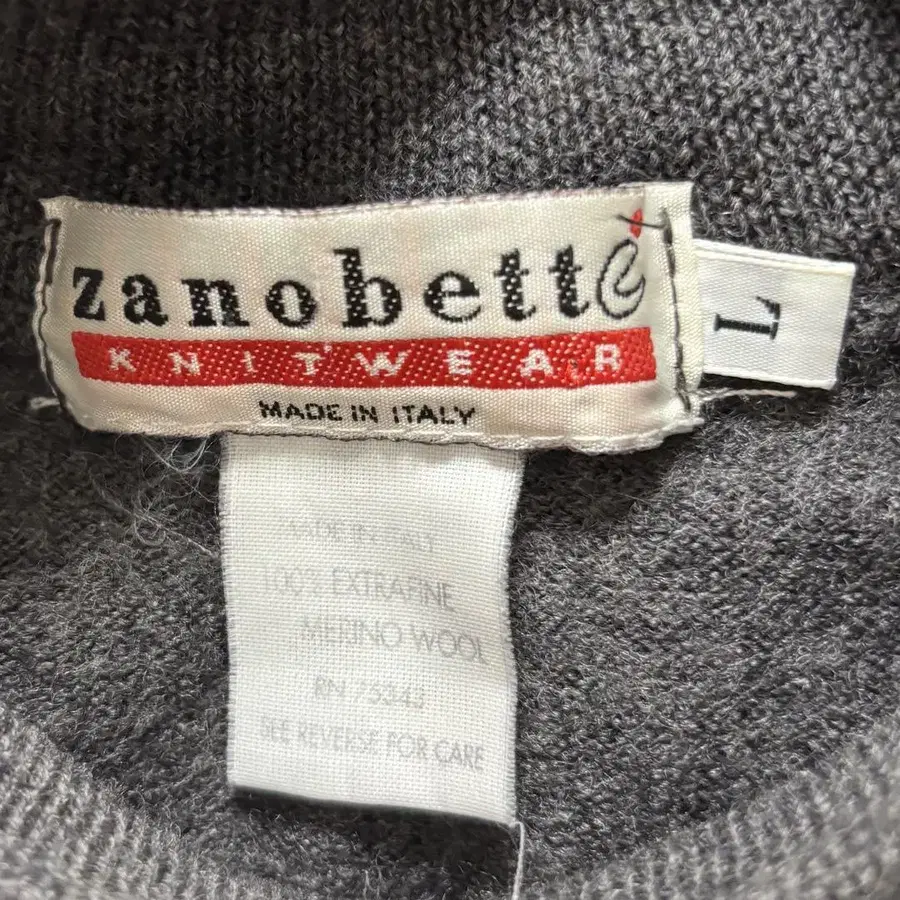 zanobetti
KNITWEAR
MADE IN ITALY
L
MADE IN ITALY
100% EXTRAFINE
MERINO WOOL
RN 75343
SEE REVERSE FOR CARE